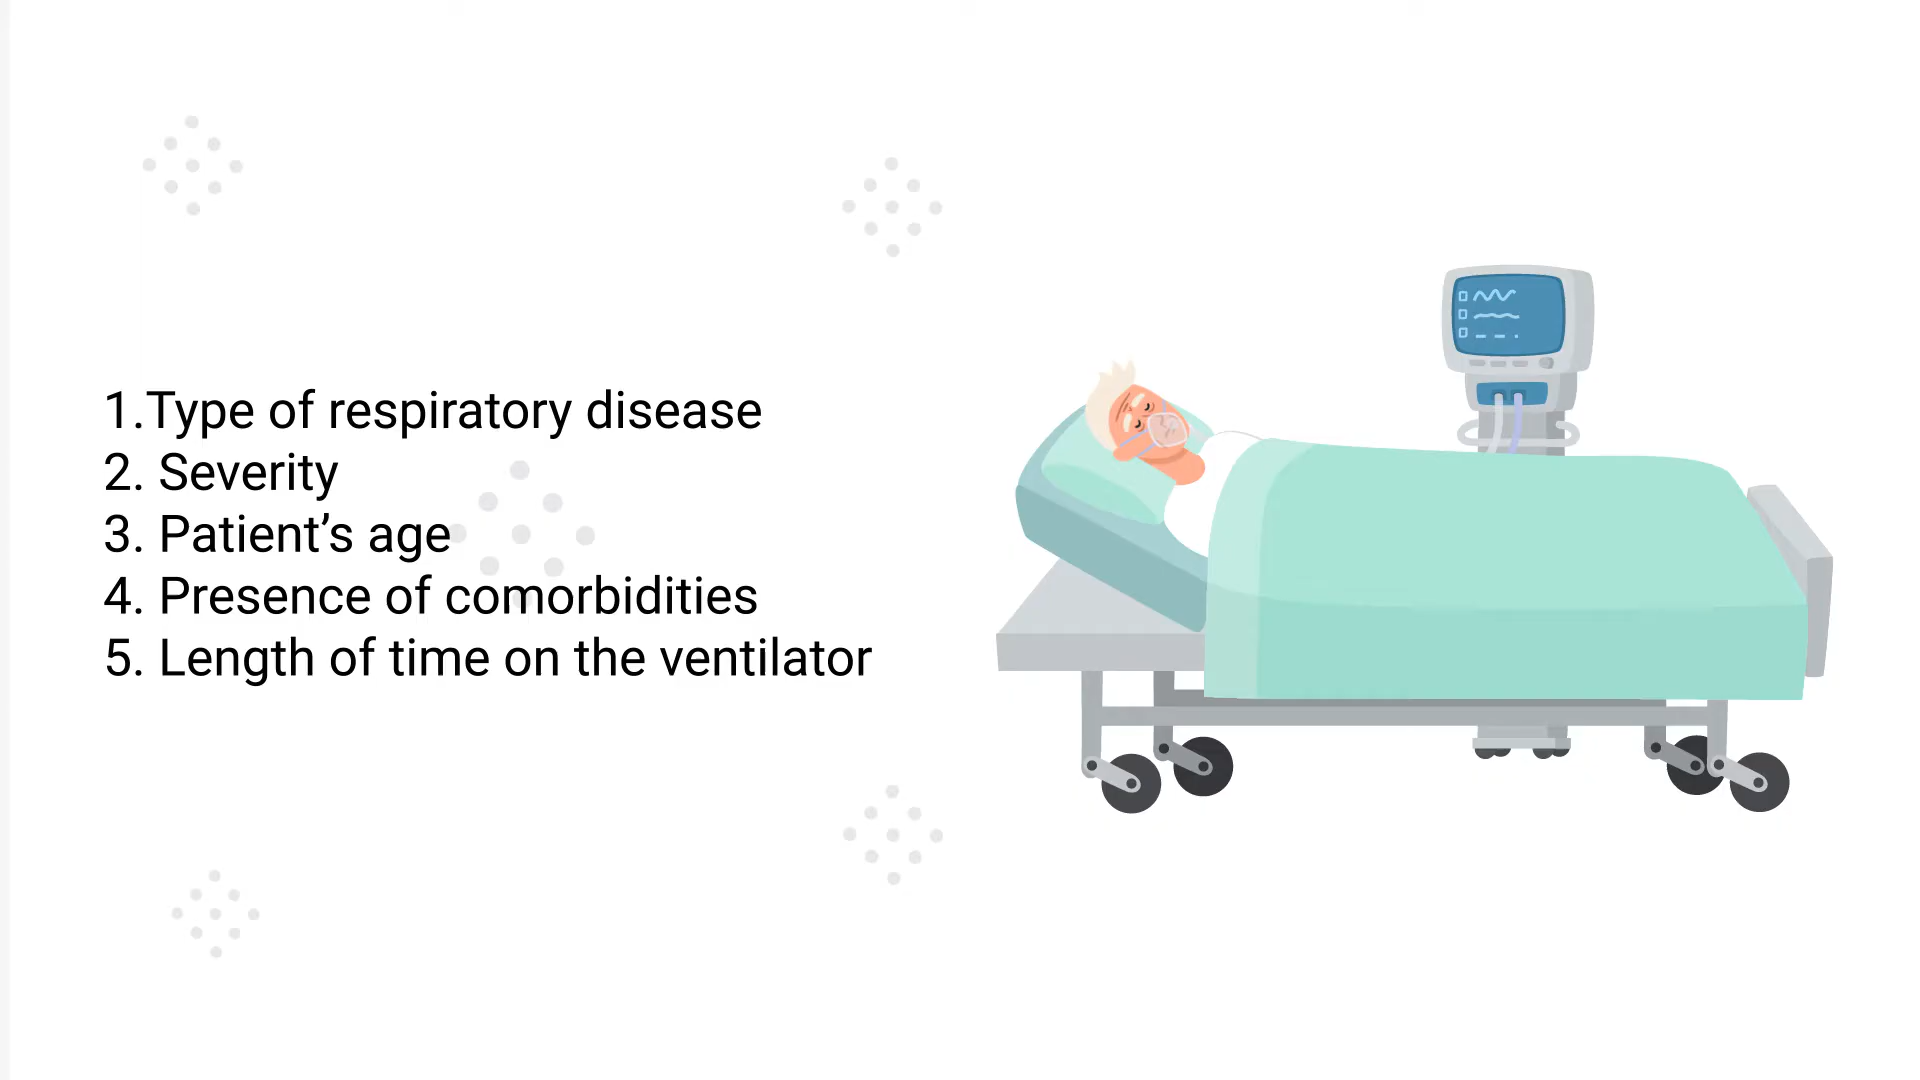 1.Type of respiratory disease
2. Severity
3. Patient’s age
4. Presence of comorbidities
5. Length of time on the ventilator